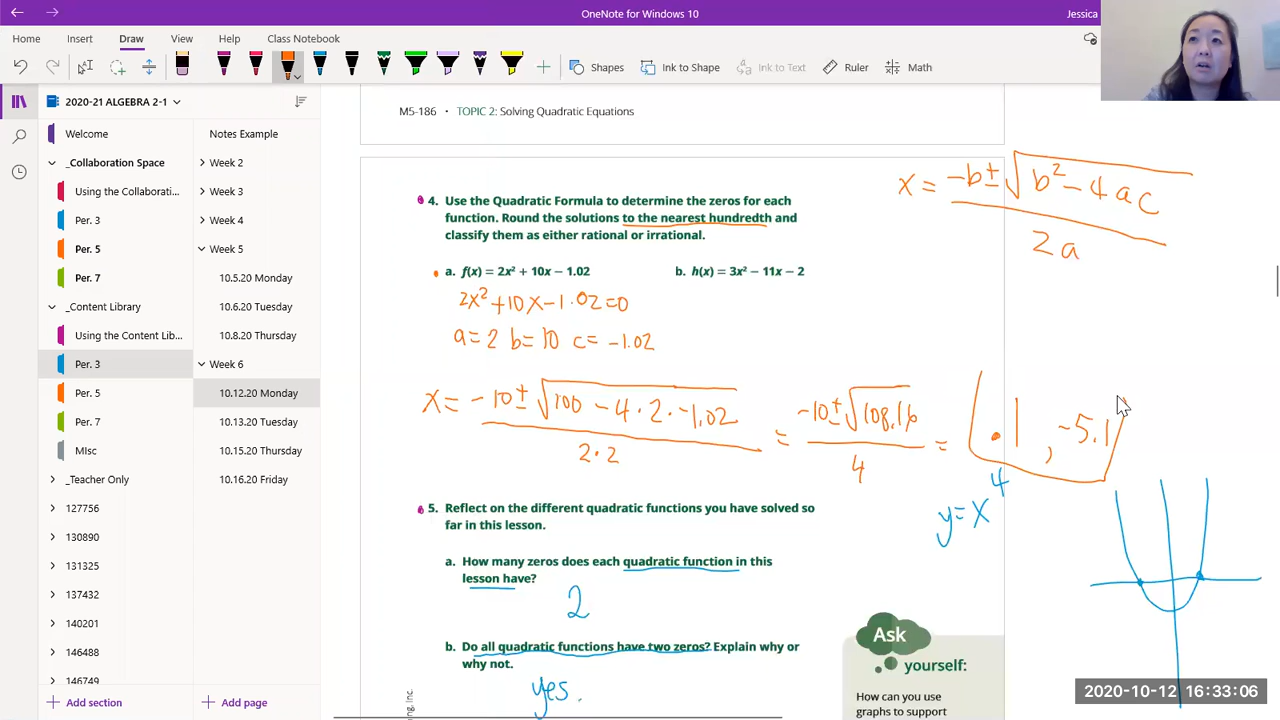 OneNote for Windows 10
Jessica
Home Insert Draw View Help Class Notebook
Shapes Ink to Shape Ink to Text Ruler Math
2020-21 ALGEBRA 2-1
Welcome
_Collaboration Space
Using the Collaborati...
Per. 3
Per. 5
Per. 7
_Content Library
Using the Content Lib...
Per. 3
Per. 5
Per. 7
MIsc
_Teacher Only
127756
130890
131325
137432
140201
146488
146749
Add section
Notes Example
Week 2
Week 3
Week 4
Week 5
10.5.20 Monday
10.6.20 Tuesday
10.8.20 Thursday
Week 6
10.12.20 Monday
10.15.20 Thursday
10.16.20 Friday
Add page
M5-186 • TOPIC 2: Solving Quadratic Equations
x = -b ± √b² - 4ac
2a
4. Use the Quadratic Formula to determine the zeros for each
function. Round the solutions to the nearest hundredth and
classify them as either rational or irrational.
a. f(x) = 2x² + 10x − 1.02 b. h(x) = 3x² − 11x − 2
2x² + 10x - 1.02 = 0
a = 2 b = 10 c = -1.02
x = -10 ± √100 - 4 · 2 · -1.02 = -10 ± √108.16 = .1, -5.1
2 · 2 4
y = x⁴
5. Reflect on the different quadratic functions you have solved so
far in this lesson.
a. How many zeros does each quadratic function in this
lesson have?
2
b. Do all quadratic functions have two zeros? Explain why or
why not.
yes.
Ask
yourself:
How can you use
graphs to support
ning, Inc.
2020-10-12 16:33:06